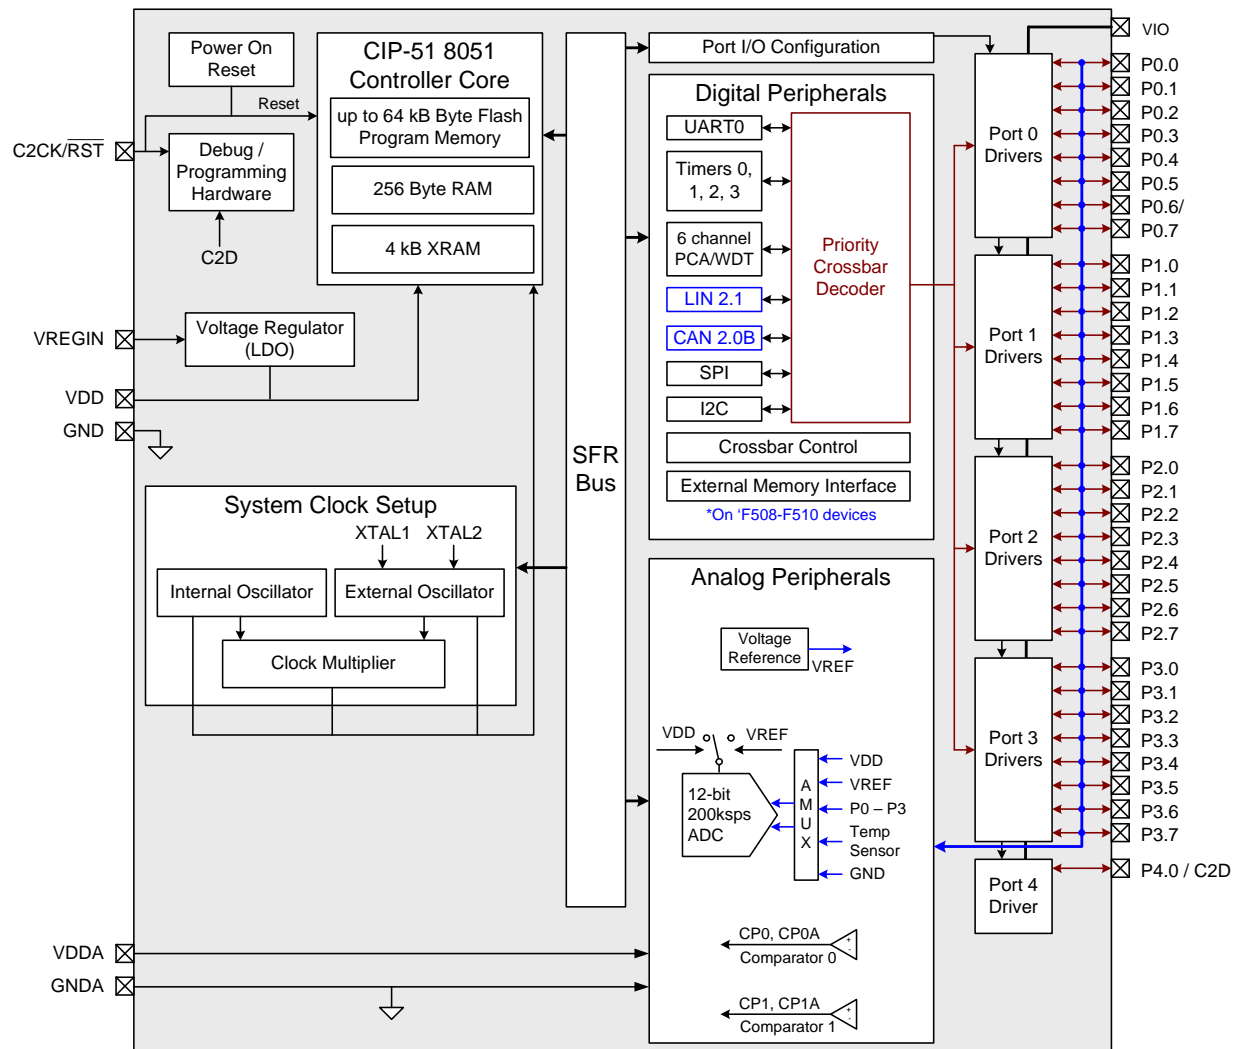 Power On
Reset
Reset
C2CK/RST
Debug /
Programming
Hardware
C2D
CIP-51 8051
Controller Core
up to 64 kB Byte Flash
Program Memory
256 Byte RAM
4 kB XRAM
VREGIN
Voltage Regulator
(LDO)
VDD
GND
System Clock Setup
XTAL1 XTAL2
Internal Oscillator
External Oscillator
Clock Multiplier
VDDA
GNDA
SFR
Bus
Port I/O Configuration
Digital Peripherals
UART0
Timers 0,
1, 2, 3
6 channel
PCA/WDT
LIN 2.1
CAN 2.0B
SPI
I2C
Priority
Crossbar
Decoder
Crossbar Control
External Memory Interface
*On ‘F508-F510 devices
Analog Peripherals
Voltage
Reference
VREF
VDD
VREF
12-bit
200ksps
ADC
A
M
U
X
VDD
VREF
P0 – P3
Temp
Sensor
GND
CP0, CP0A
+
-
Comparator 0
CP1, CP1A
+
-
Comparator 1
Port 0
Drivers
Port 1
Drivers
Port 2
Drivers
Port 3
Drivers
Port 4
Driver
VIO
P0.0
P0.1
P0.2
P0.3
P0.4
P0.5
P0.6/
P0.7
P1.0
P1.1
P1.2
P1.3
P1.4
P1.5
P1.6
P1.7
P2.0
P2.1
P2.2
P2.3
P2.4
P2.5
P2.6
P2.7
P3.0
P3.1
P3.2
P3.3
P3.4
P3.5
P3.6
P3.7
P4.0 / C2D